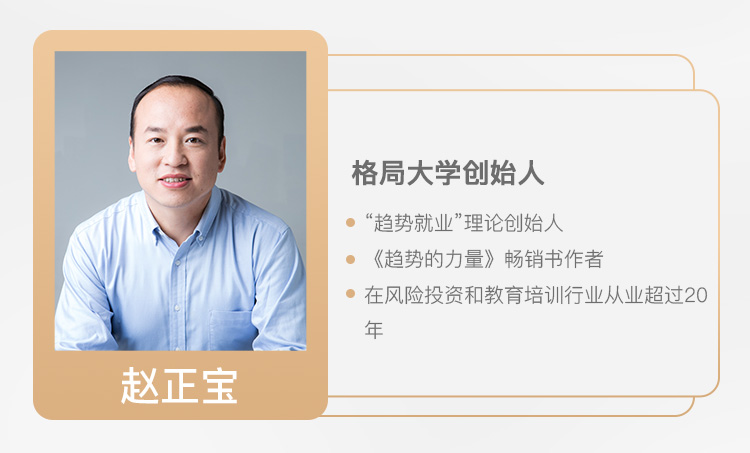 格局大学创始人
“趋势就业”理论创始人
《趋势的力量》畅销书作者
在风险投资和教育培训行业从业超过20
年
赵正宝